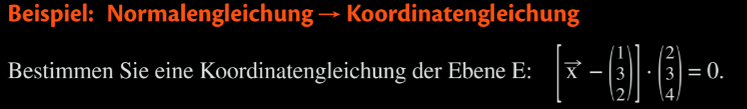 Beispiel: Normalengleichung → Koordinatengleichung
Bestimmen Sie eine Koordinatengleichung der Ebene E: [x⃗ − (1 3 2)] · (2 3 4) = 0.